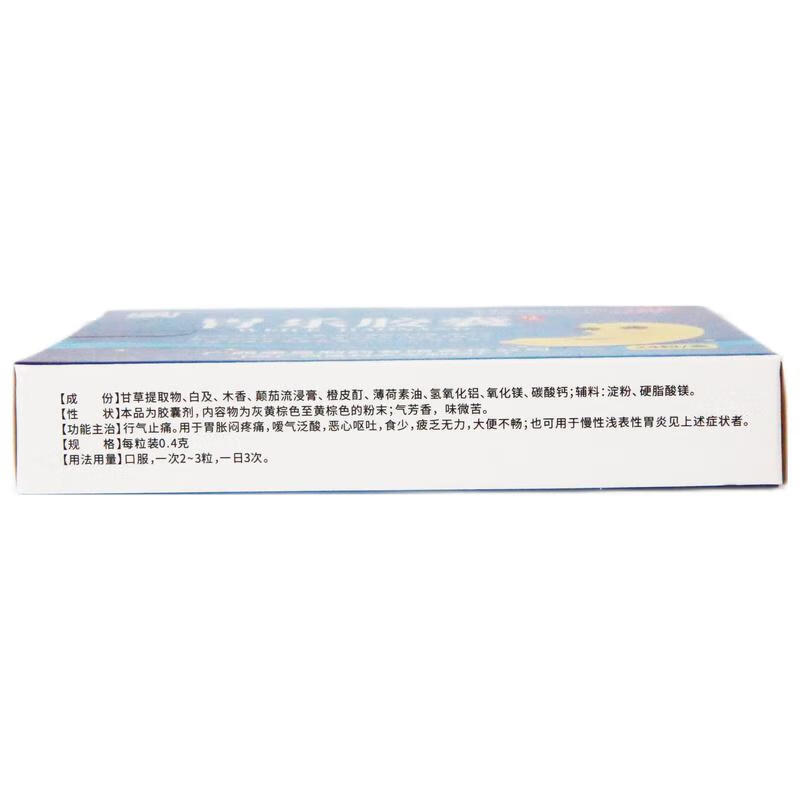 胃乐胶囊
【成　　份】甘草提取物、白及、木香、颠茄流浸膏、橙皮酊、薄荷素油、氢氧化铝、氧化镁、碳酸钙;辅料:淀粉、硬脂酸镁。
【性　　状】本品为胶囊剂,内容物为灰黄棕色至黄棕色的粉末;气芳香，味微苦。
【功能主治】行气止痛。用于胃胀闷疼痛,嗳气泛酸,恶心呕吐,食少,疲乏无力,大便不畅;也可用于慢性浅表性胃炎见上述症状者。
【规　　格】每粒装0.4克
【用法用量】口服,一次2~3粒,一日3次。